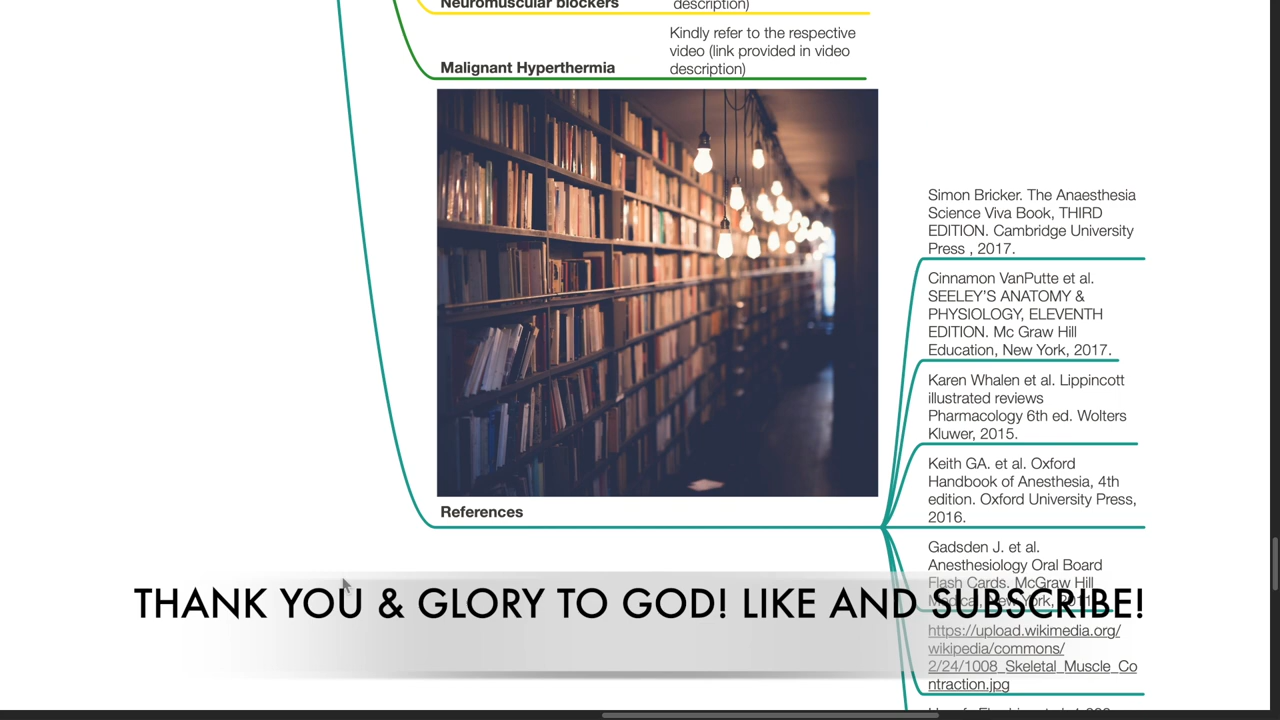 Neuromuscular blockers
description)
Kindly refer to the respective
video (link provided in video
description)
Malignant Hyperthermia
Simon Bricker. The Anaesthesia
Science Viva Book, THIRD
EDITION. Cambridge University
Press , 2017.
Cinnamon VanPutte et al.
SEELEY'S ANATOMY &
PHYSIOLOGY, ELEVENTH
EDITION. Mc Graw Hill
Education, New York, 2017.
Karen Whalen et al. Lippincott
illustrated reviews
Pharmacology 6th ed. Wolters
Kluwer, 2015.
Keith GA. et al. Oxford
Handbook of Anesthesia, 4th
edition. Oxford University Press,
2016.
References
Gadsden J. et al.
Anesthesiology Oral Board
Flash Cards. McGraw Hill
Medical, New York, 2011.
THANK YOU & GLORY TO GOD! LIKE AND SUBSCRIBE!
https://upload.wikimedia.org/
wikipedia/commons/
2/24/1008_Skeletal_Muscle_Co
ntraction.jpg